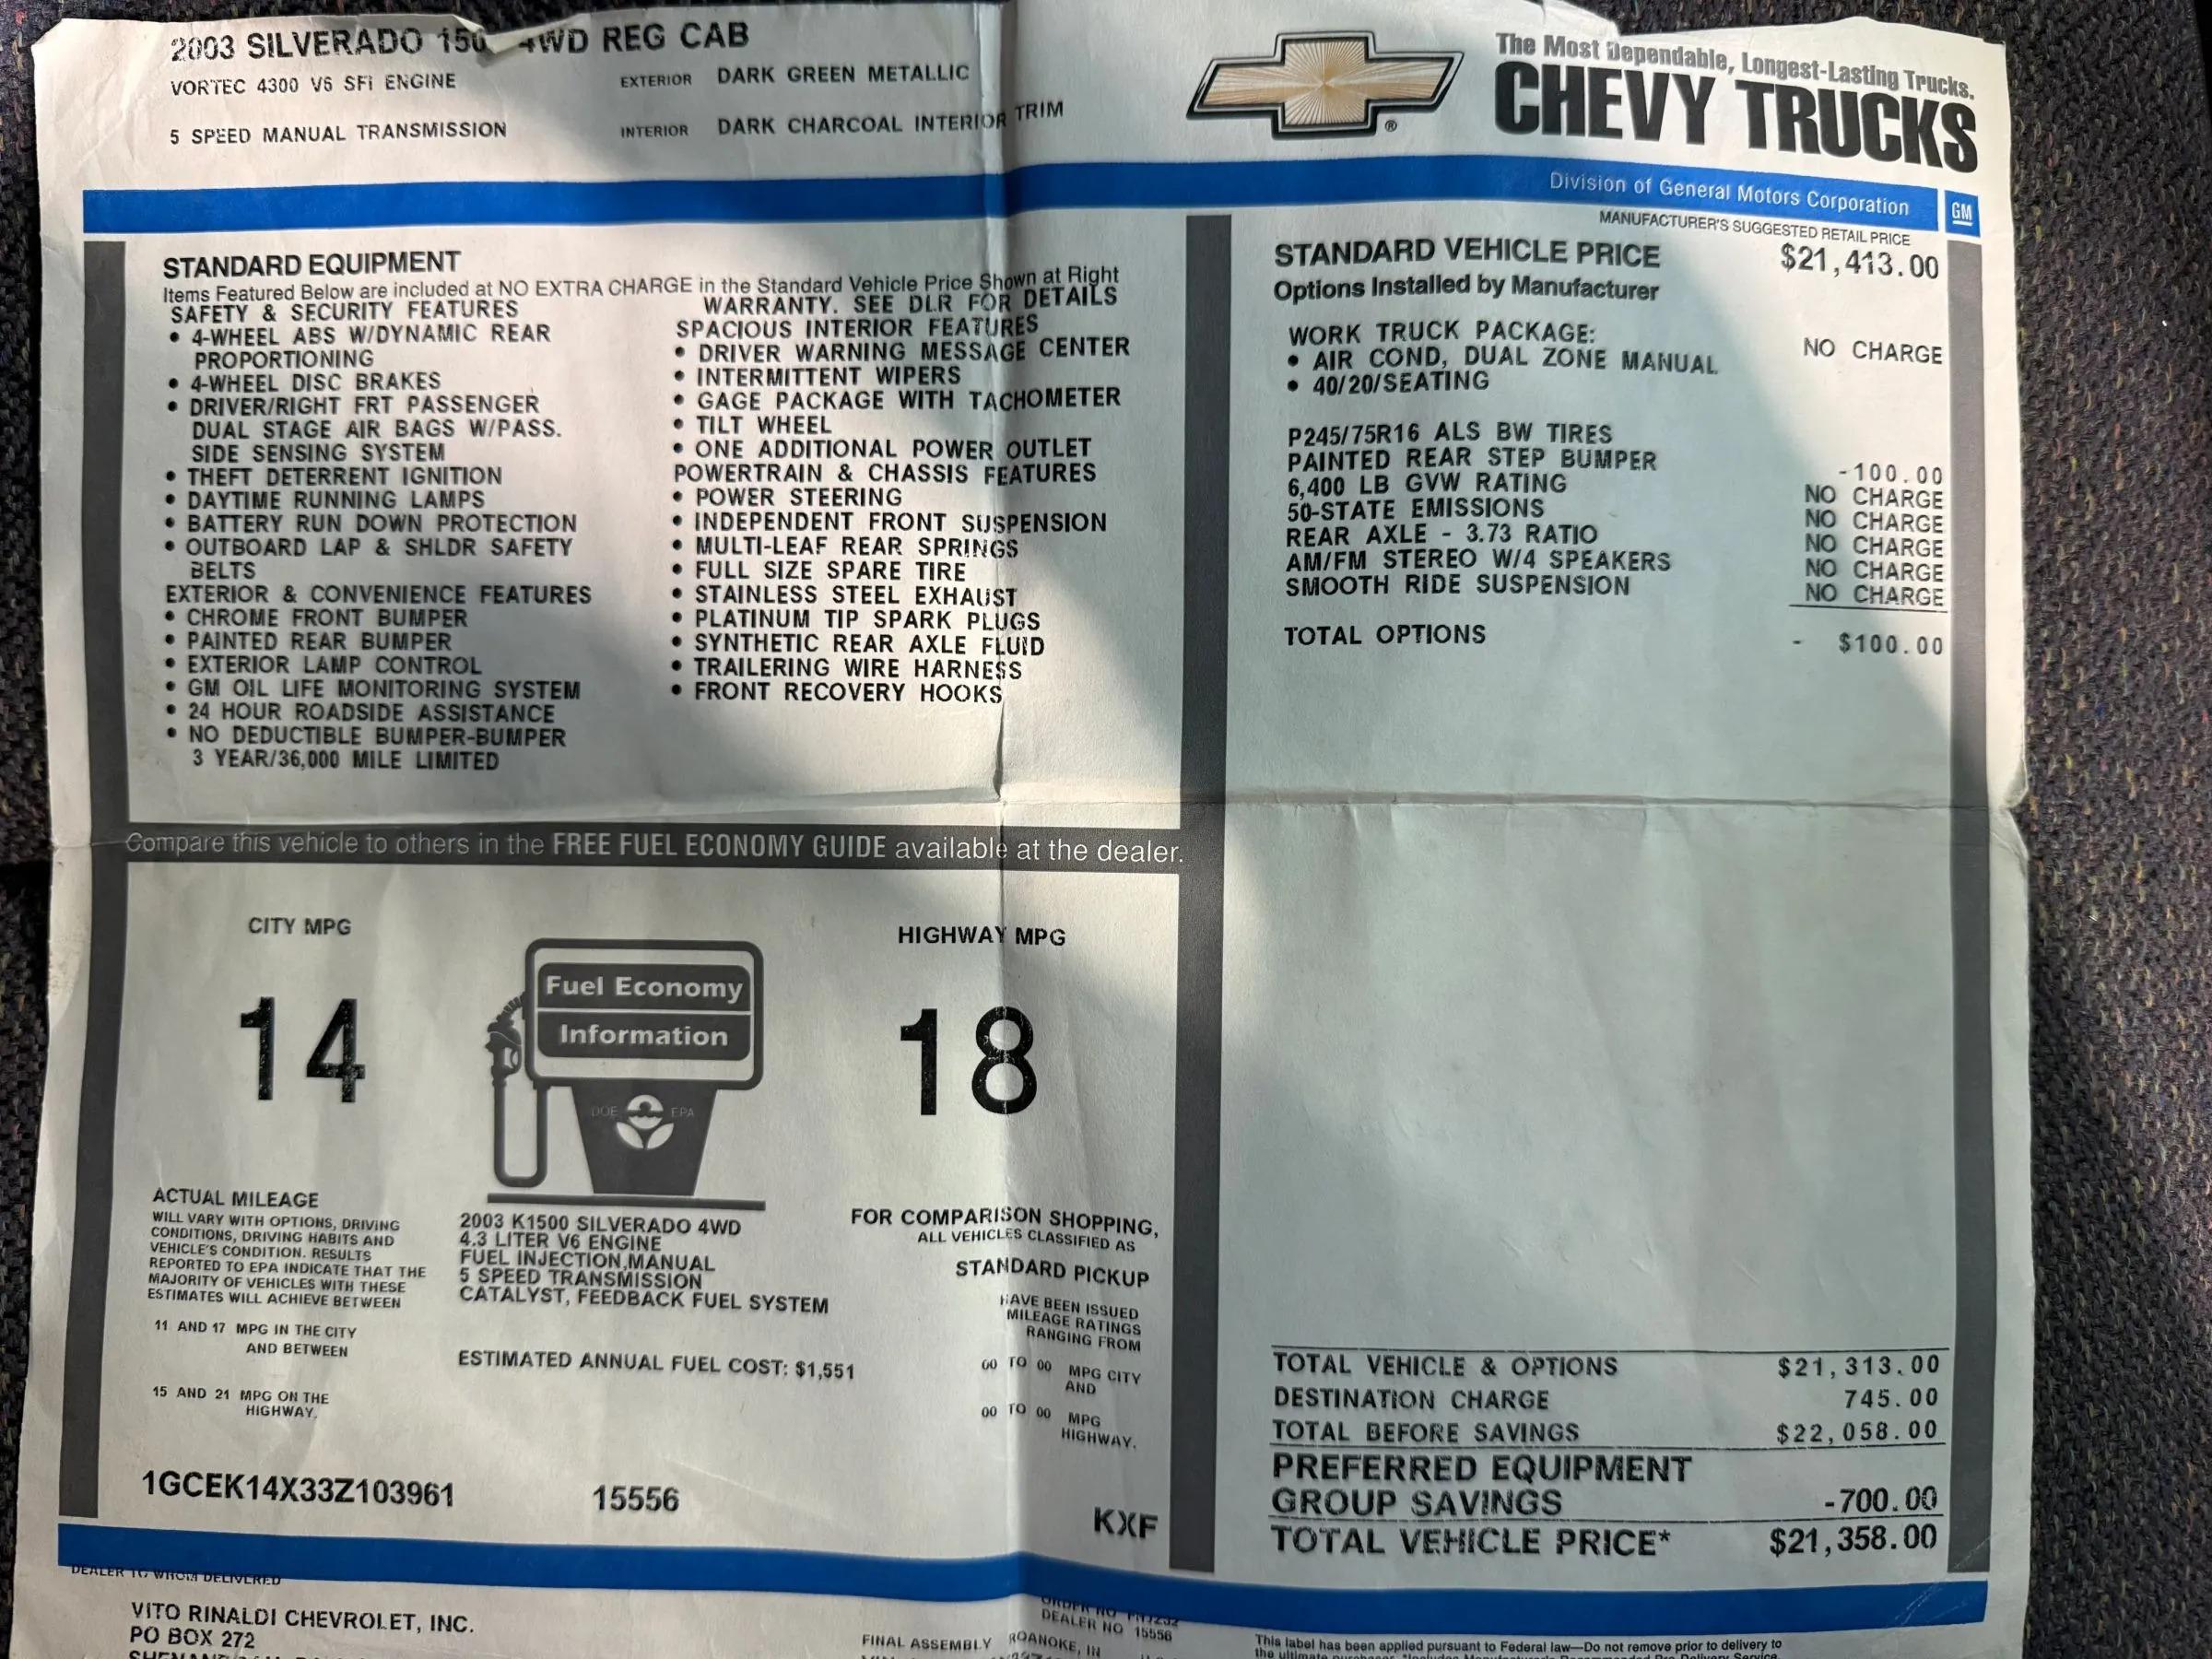 2003 SILVERADO 150 4WD REG CAB
VORTEC 4300 V6 SFI ENGINE
EXTERIOR DARK GREEN METALLIC
5 SPEED MANUAL TRANSMISSION
INTERIOR DARK CHARCOAL INTERIOR TRIM
The Most Dependable, Longest-Lasting Trucks.
CHEVY TRUCKS
®
Division of General Motors Corporation
GM
STANDARD EQUIPMENT
Items Featured Below are included at NO EXTRA CHARGE in the Standard Vehicle Price Shown at Right
SAFETY & SECURITY FEATURES
• 4-WHEEL ABS W/DYNAMIC REAR
PROPORTIONING
• 4-WHEEL DISC BRAKES
• DRIVER/RIGHT FRT PASSENGER
DUAL STAGE AIR BAGS W/PASS.
SIDE SENSING SYSTEM
• THEFT DETERRENT IGNITION
• DAYTIME RUNNING LAMPS
• BATTERY RUN DOWN PROTECTION
• OUTBOARD LAP & SHLDR SAFETY
BELTS
EXTERIOR & CONVENIENCE FEATURES
• CHROME FRONT BUMPER
• PAINTED REAR BUMPER
• EXTERIOR LAMP CONTROL
• GM OIL LIFE MONITORING SYSTEM
• 24 HOUR ROADSIDE ASSISTANCE
• NO DEDUCTIBLE BUMPER-BUMPER
3 YEAR/36,000 MILE LIMITED
WARRANTY. SEE DLR FOR DETAILS
SPACIOUS INTERIOR FEATURES
• DRIVER WARNING MESSAGE CENTER
• INTERMITTENT WIPERS
• GAGE PACKAGE WITH TACHOMETER
• TILT WHEEL
• ONE ADDITIONAL POWER OUTLET
POWERTRAIN & CHASSIS FEATURES
• POWER STEERING
• INDEPENDENT FRONT SUSPENSION
• MULTI-LEAF REAR SPRINGS
• FULL SIZE SPARE TIRE
• STAINLESS STEEL EXHAUST
• PLATINUM TIP SPARK PLUGS
• SYNTHETIC REAR AXLE FLUID
• TRAILERING WIRE HARNESS
• FRONT RECOVERY HOOKS
MANUFACTURER'S SUGGESTED RETAIL PRICE
STANDARD VEHICLE PRICE $21,413.00
Options Installed by Manufacturer
WORK TRUCK PACKAGE: NO CHARGE
• AIR COND, DUAL ZONE MANUAL
• 40/20/SEATING
P245/75R16 ALS BW TIRES
PAINTED REAR STEP BUMPER -100.00
6,400 LB GVW RATING NO CHARGE
50-STATE EMISSIONS NO CHARGE
REAR AXLE - 3.73 RATIO NO CHARGE
AM/FM STEREO W/4 SPEAKERS NO CHARGE
SMOOTH RIDE SUSPENSION NO CHARGE
TOTAL OPTIONS - $100.00
Compare this vehicle to others in the FREE FUEL ECONOMY GUIDE available at the dealer.
CITY MPG
14
Fuel Economy
Information
DOE EPA
HIGHWAY MPG
18
ACTUAL MILEAGE
WILL VARY WITH OPTIONS, DRIVING
CONDITIONS, DRIVING HABITS AND
VEHICLE'S CONDITION. RESULTS
REPORTED TO EPA INDICATE THAT THE
MAJORITY OF VEHICLES WITH THESE
ESTIMATES WILL ACHIEVE BETWEEN
11 AND 17 MPG IN THE CITY
AND BETWEEN
15 AND 21 MPG ON THE
HIGHWAY.
2003 K1500 SILVERADO 4WD
4.3 LITER V6 ENGINE
FUEL INJECTION,MANUAL
5 SPEED TRANSMISSION
CATALYST, FEEDBACK FUEL SYSTEM
ESTIMATED ANNUAL FUEL COST: $1,551
FOR COMPARISON SHOPPING,
ALL VEHICLES CLASSIFIED AS
STANDARD PICKUP
HAVE BEEN ISSUED
MILEAGE RATINGS
RANGING FROM
00 TO 00 MPG CITY
AND
00 TO 00 MPG
HIGHWAY.
1GCEK14X33Z103961
15556
KXF
TOTAL VEHICLE & OPTIONS $21,313.00
DESTINATION CHARGE 745.00
TOTAL BEFORE SAVINGS $22,058.00
PREFERRED EQUIPMENT
GROUP SAVINGS -700.00
TOTAL VEHICLE PRICE* $21,358.00
DEALER TO WHOM DELIVERED
VITO RINALDI CHEVROLET, INC.
PO BOX 272
ORDER NO
DEALER NO 15556
FINAL ASSEMBLY ROANOKE, IN
This label has been applied pursuant to Federal law—Do not remove prior to delivery to